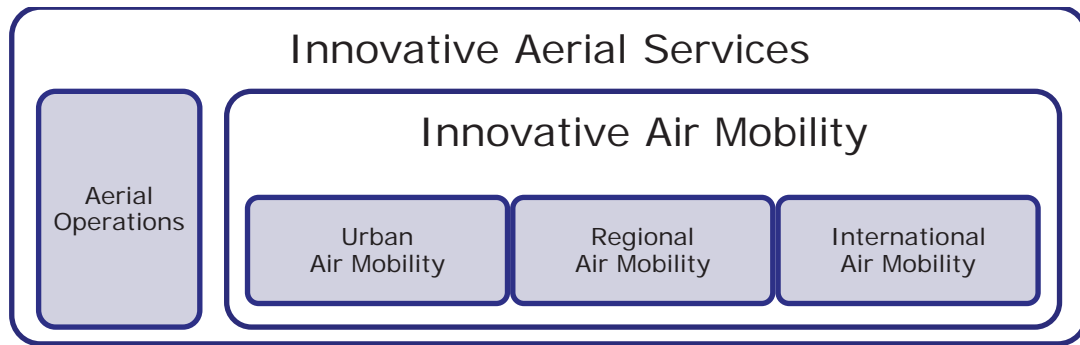 Innovative Aerial Services
Innovative Air Mobility
Aerial
Operations
Urban
Air Mobility
Regional
Air Mobility
International
Air Mobility